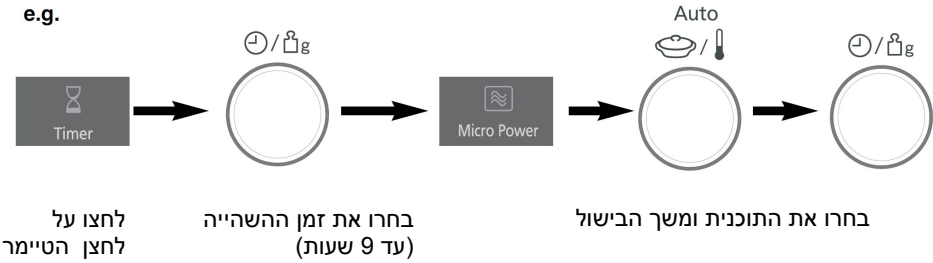 e.g.
Auto
/ g
/
/ g
Timer
Micro Power
לחצו על
לחצן הטיימר
בחרו את זמן ההשהייה
(עד 9 שעות)
בחרו את התוכנית ומשך הבישול